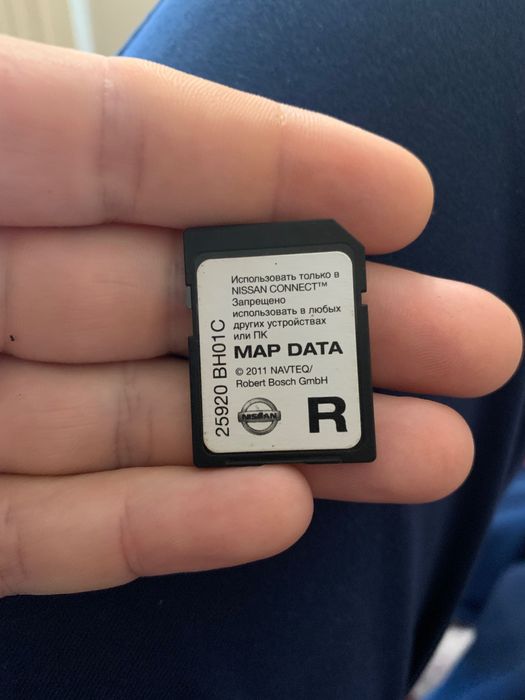 Использовать только в
NISSAN CONNECT™
Запрещено
использовать в любых
других устройствах
или ПК
MAP DATA
© 2011 NAVTEQ/
Robert Bosch GmbH
25920 BH01C
NISSAN
R